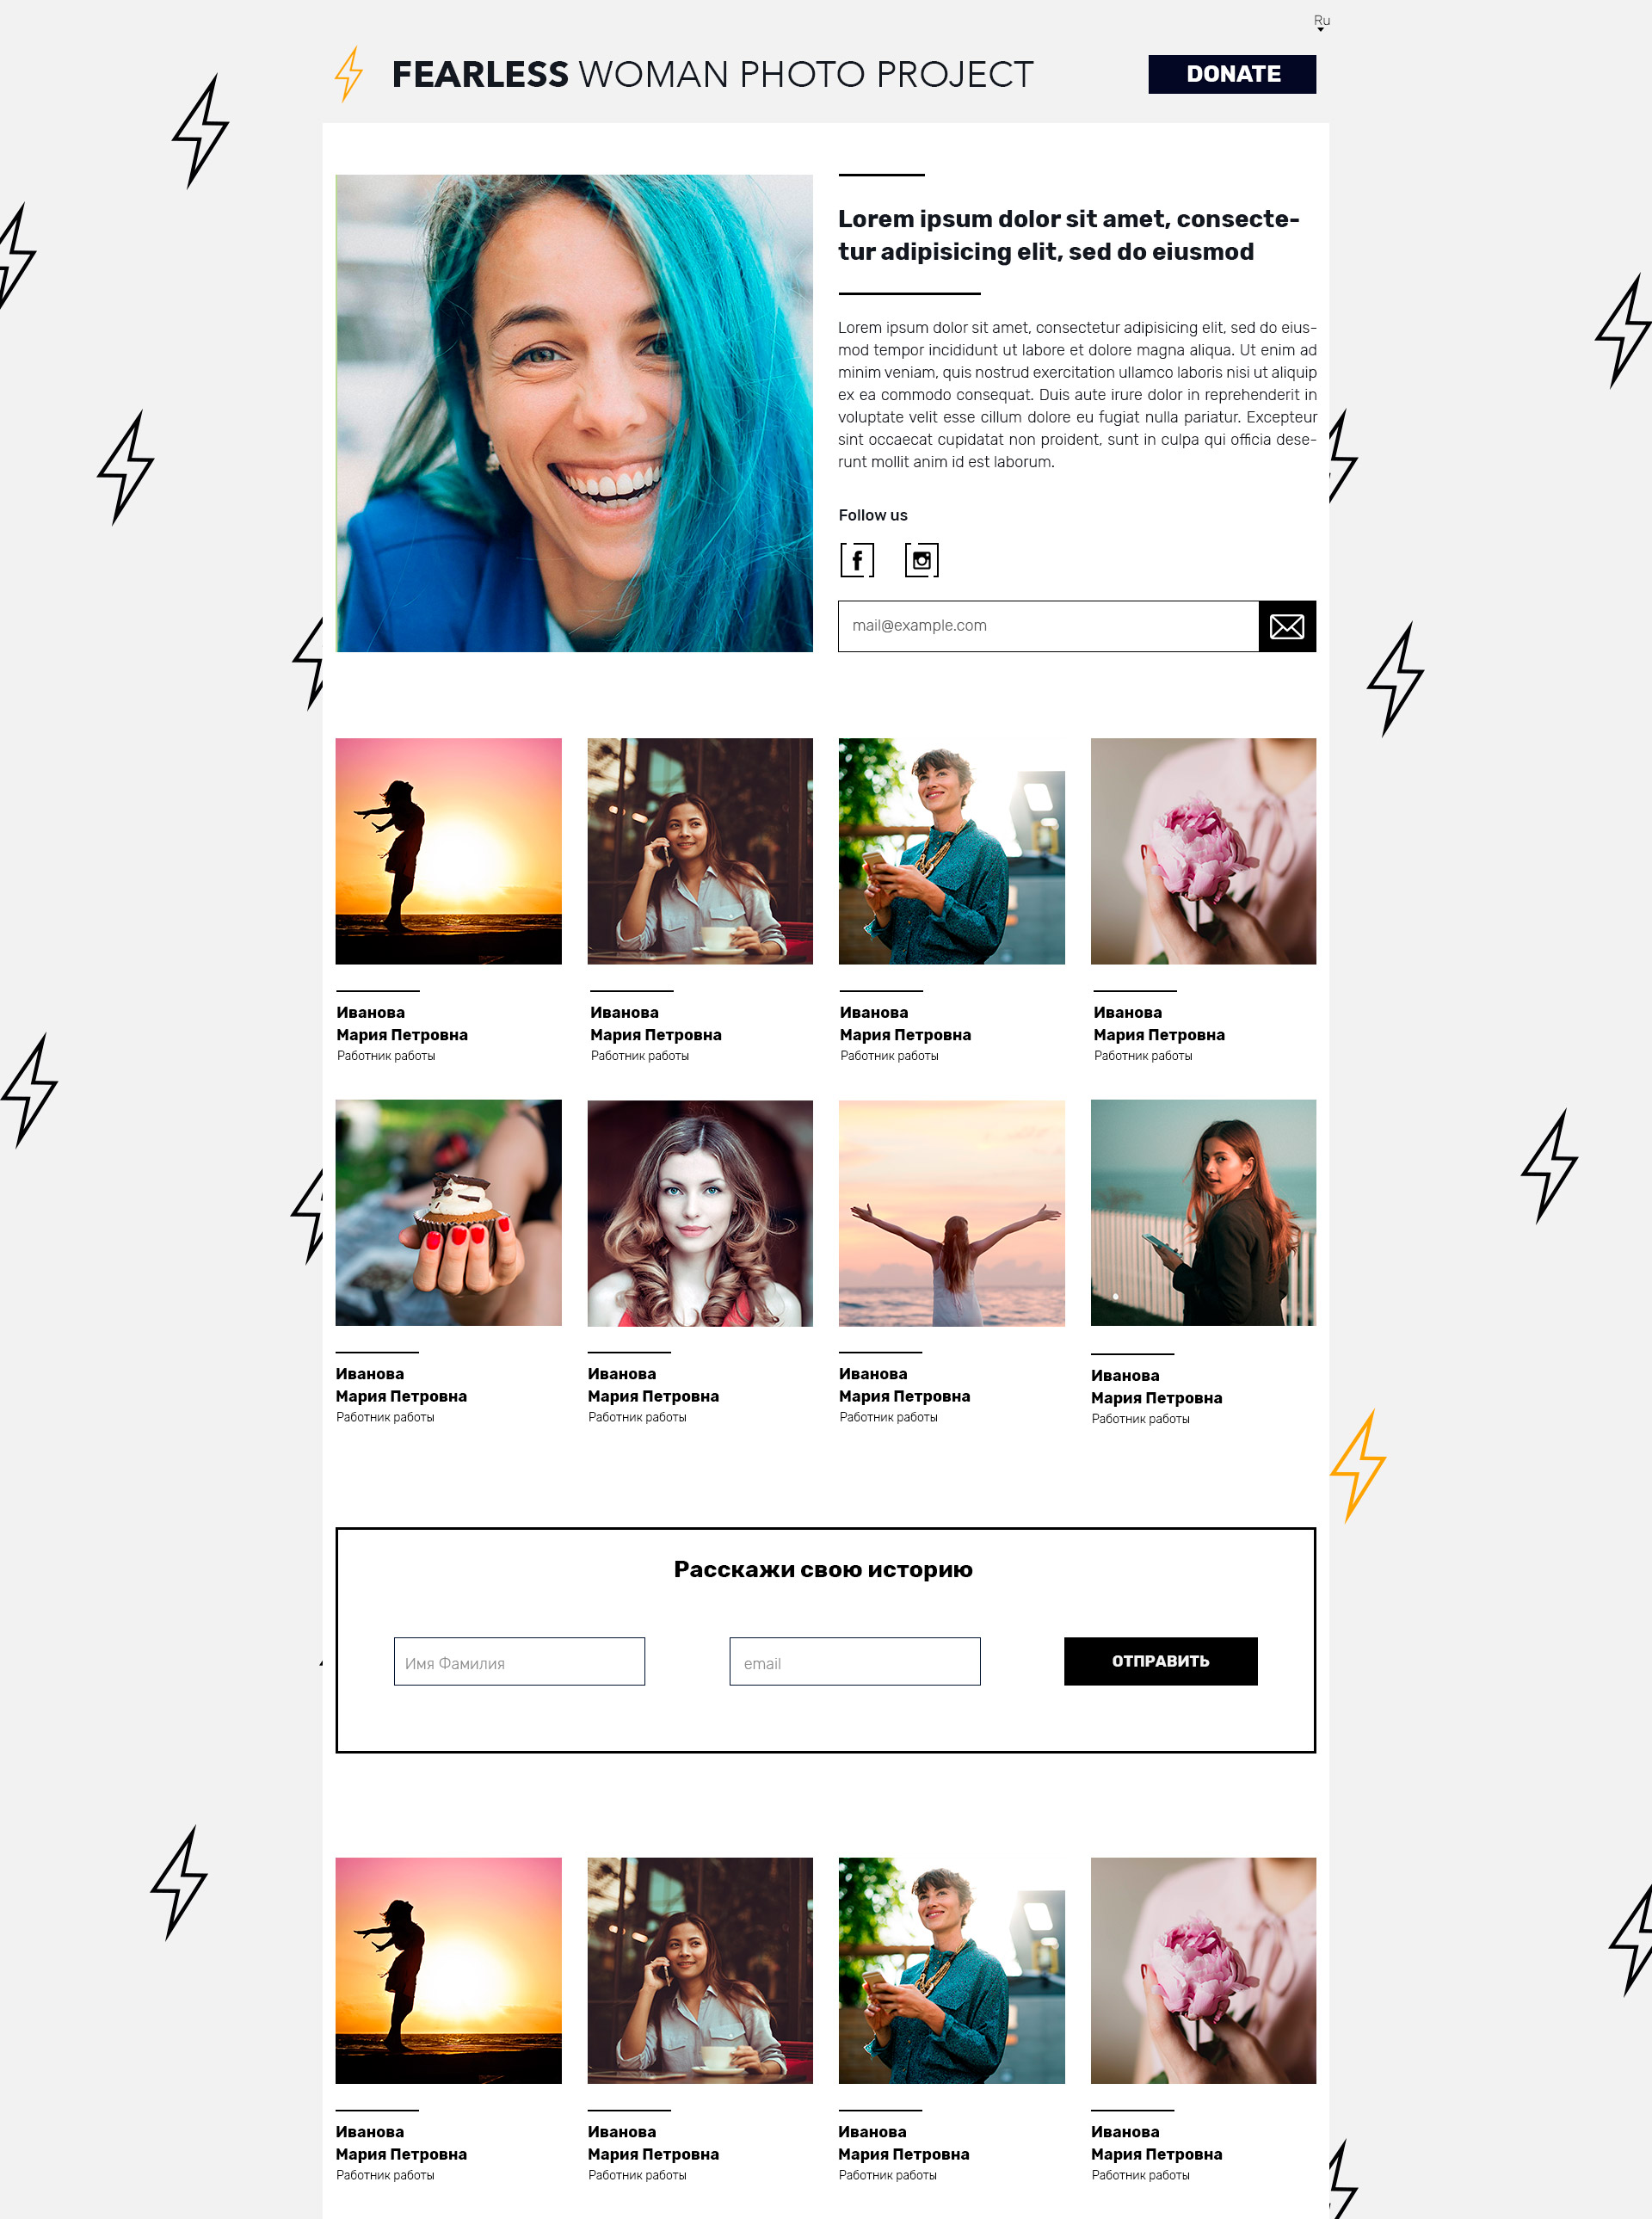 Ru
FEARLESS WOMAN PHOTO PROJECT
DONATE
Lorem ipsum dolor sit amet, consecte-
tur adipisicing elit, sed do eiusmod
Lorem ipsum dolor sit amet, consectetur adipisicing elit, sed do eius-
mod tempor incididunt ut labore et dolore magna aliqua. Ut enim ad
minim veniam, quis nostrud exercitation ullamco laboris nisi ut aliquip
ex ea commodo consequat. Duis aute irure dolor in reprehenderit in
voluptate velit esse cillum dolore eu fugiat nulla pariatur. Excepteur
sint occaecat cupidatat non proident, sunt in culpa qui officia dese-
runt mollit anim id est laborum.
Follow us
mail@example.com
Иванова
Мария Петровна
Работник работы
Иванова
Мария Петровна
Работник работы
Иванова
Мария Петровна
Работник работы
Иванова
Мария Петровна
Работник работы
Иванова
Мария Петровна
Работник работы
Иванова
Мария Петровна
Работник работы
Иванова
Мария Петровна
Работник работы
Иванова
Мария Петровна
Работник работы
Расскажи свою историю
Имя Фамилия
email
ОТПРАВИТЬ
Иванова
Мария Петровна
Работник работы
Иванова
Мария Петровна
Работник работы
Иванова
Мария Петровна
Работник работы
Иванова
Мария Петровна
Работник работы